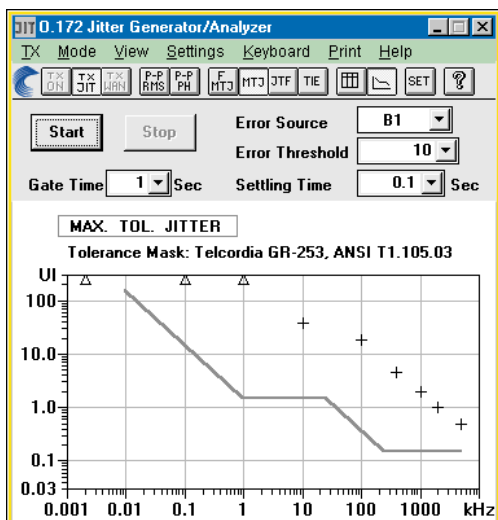 JIT O.172 Jitter Generator/Analyzer
TX Mode View Settings Keyboard Print Help
TX ON TX JIT TX WAN P-P RMS P-P PH F MTJ MTJ JTF TIE SET ?
Start Stop Error Source B1
Error Threshold 10
Gate Time 1 Sec Settling Time 0.1 Sec
MAX. TOL. JITTER
Tolerance Mask: Telcordia GR-253, ANSI T1.105.03
UI
100
10.0
1.0
0.1
0.03
0.001 0.01 0.1 1 10 100 1000 kHz